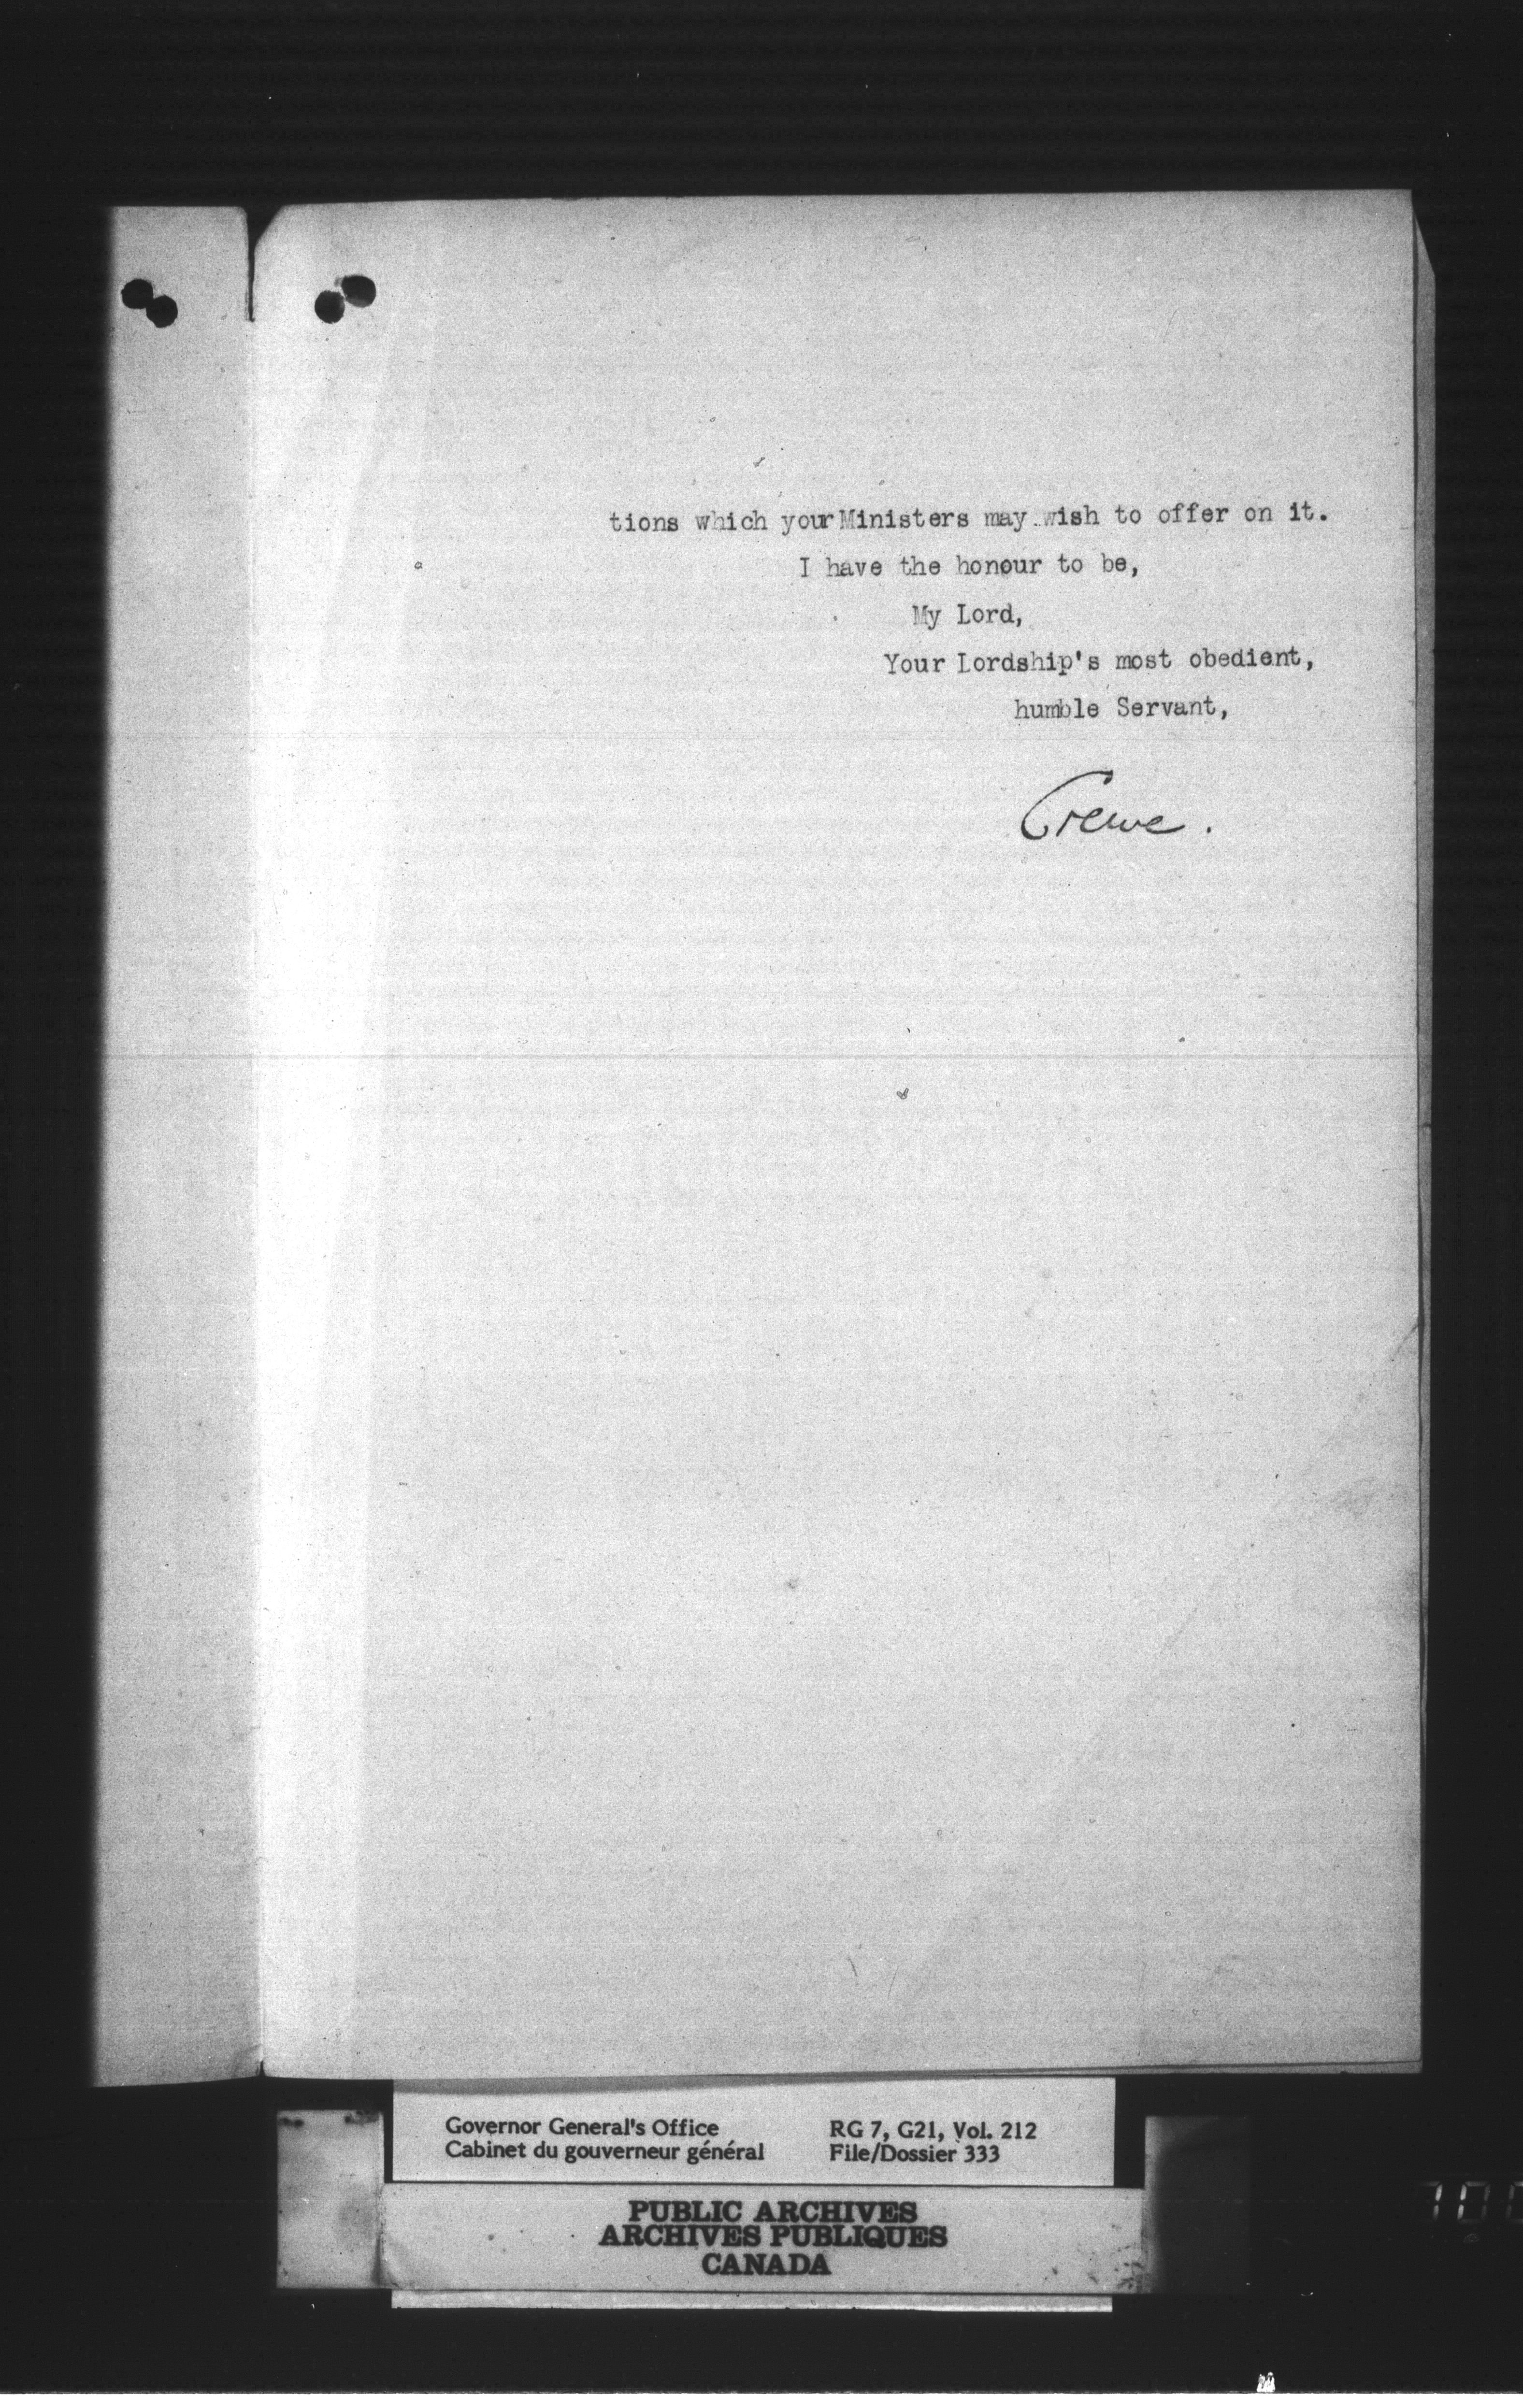 tions which your Ministers may wish to offer on it.
I have the honour to be,
My Lord,
Your Lordship's most obedient,
humble Servant,
Crewe.
Governor General's Office
Cabinet du gouverneur général
RG 7, G21, Vol. 212
File/Dossier 333
PUBLIC ARCHIVES
ARCHIVES PUBLIQUES
CANADA